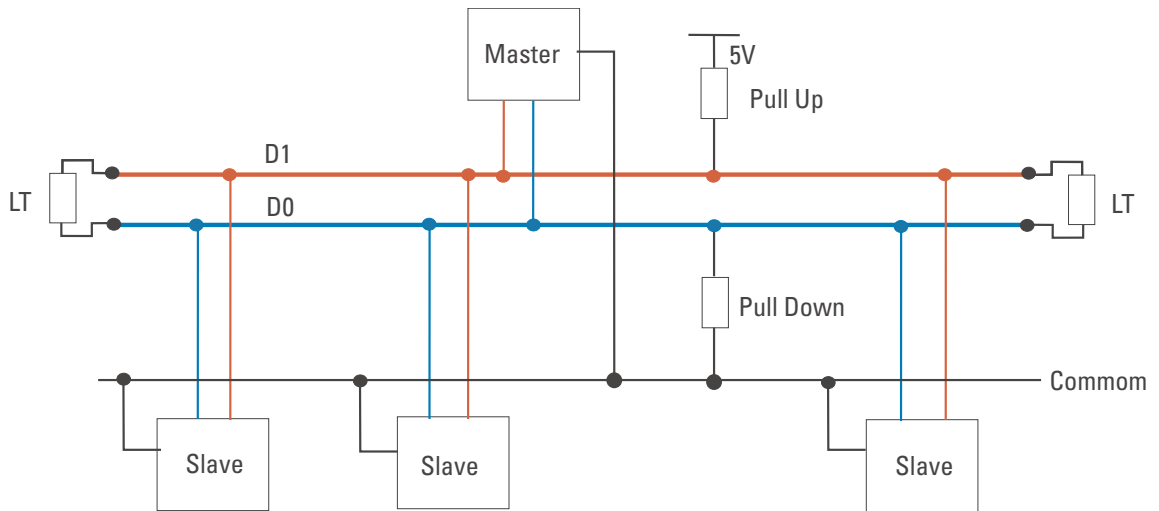 Master
5V
Pull Up
D1
LT
D0
LT
Pull Down
Commom
Slave
Slave
Slave